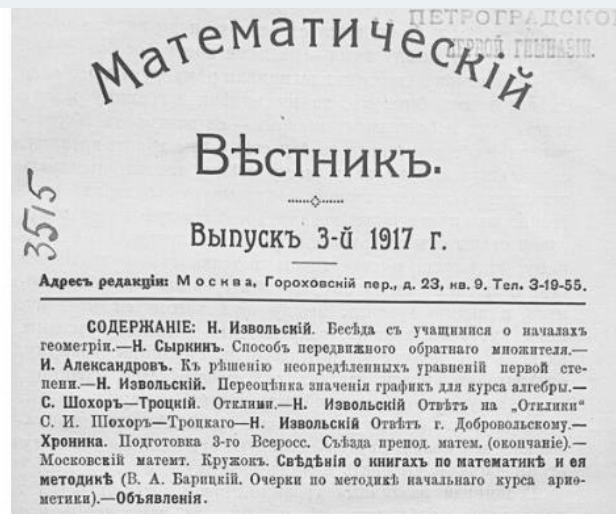 ПЕТРОГРАДСКО
ПЕРВОЙ ГИМНАЗІИ.
Математическій
Вѣстникъ.
3515
Выпускъ 3-й 1917 г.
Адресъ редакціи: Москва, Гороховскій пер., д. 23, кв. 9. Тел. 3-19-55.
СОДЕРЖАНІЕ: Н. Извольскій. Бесѣда съ учащимися о началахъ
геометріи.—Н. Сыркинъ. Способъ передвижного обратнаго множителя.—
И. Александровъ. Къ рѣшенію неопредѣленныхъ уравненій первой сте-
пени.—Н. Извольскій. Переоцѣнка значенія графикъ для курса алгебры.—
С. Шохоръ—Троцкій. Отклики.—Н. Извольскій Отвѣтъ на „Отклики“
С. И. Шохоръ—Троцкаго—Н. Извольскій Отвѣтъ г. Добровольскому.—
Хроника. Подготовка 3-го Всеросс. Съѣзда препод. матем. (окончаніе).—
Московскій матемт. Кружокъ. Свѣдѣнія о книгахъ по математикѣ и ея
методикѣ (В. А. Барицкій. Очерки по методикѣ начальнаго курса ариѳ-
метики).—Объявленія.